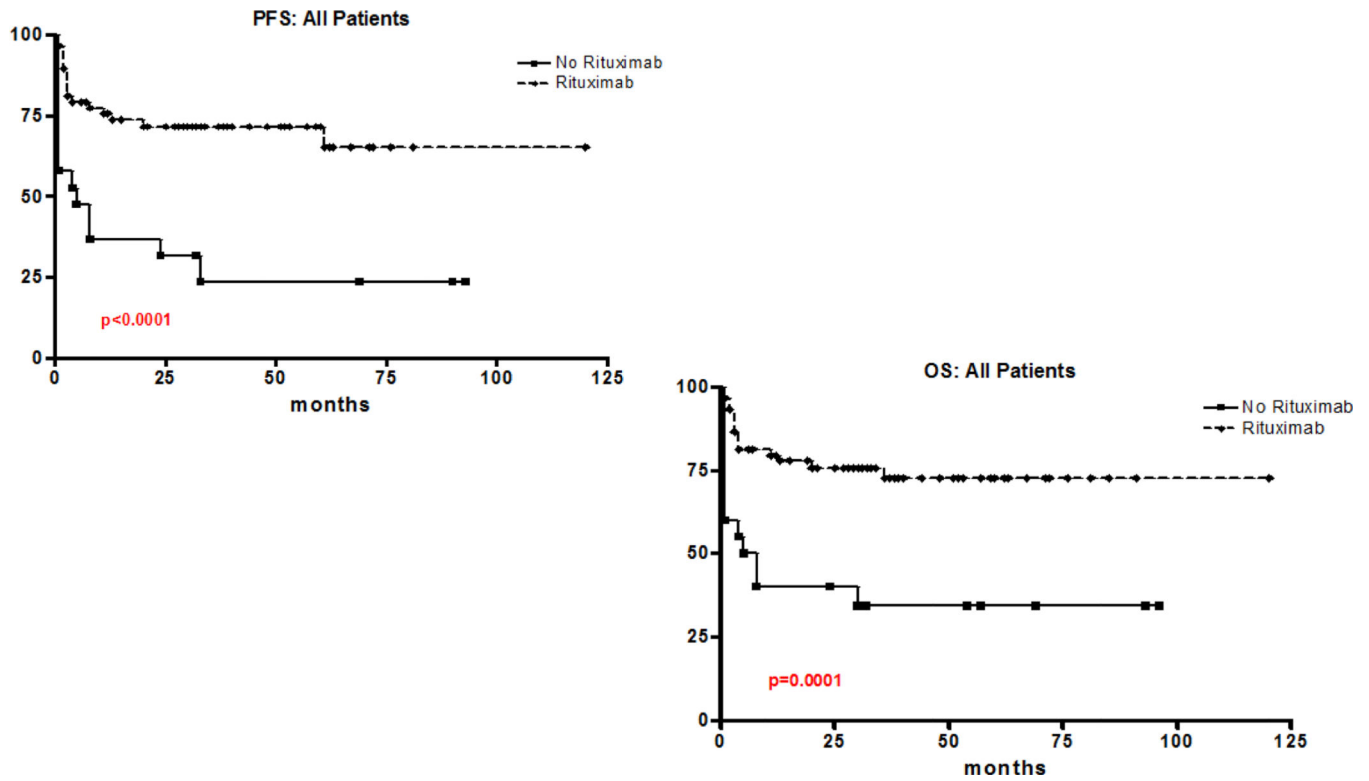 PFS: All Patients
100
75
50
25
0
No Rituximab
Rituximab
p<0.0001
0 25 50 75 100 125
months
OS: All Patients
100
75
50
25
0
No Rituximab
Rituximab
p=0.0001
0 25 50 75 100 125
months